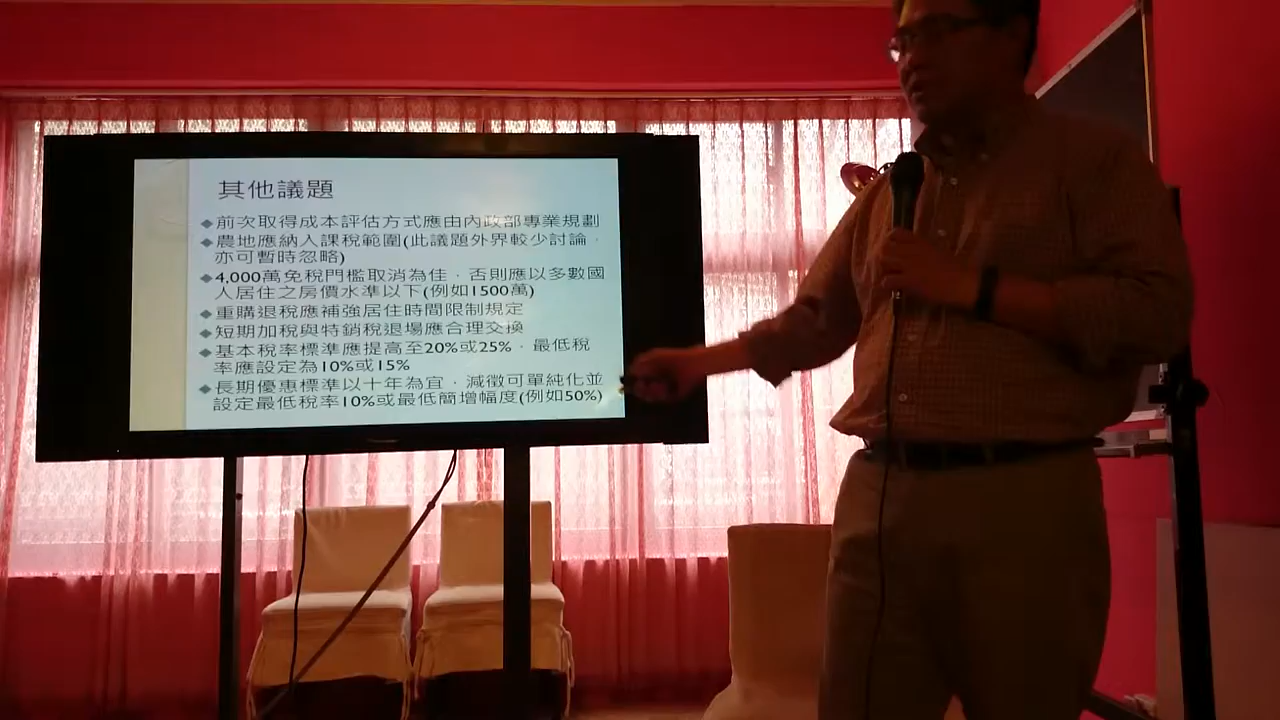 其他議題
◆前次取得成本評估方式應由內政部專業規劃
◆農地應納入課稅範圍(此議題外界較少討論，
亦可暫時忽略)
◆4,000萬免稅門檻取消為佳，否則應以多數國
人居住之房價水準以下(例如1500萬)
◆重購退稅應補強居住時間限制規定
◆短期加稅與特銷稅退場應合理交換
◆基本稅率標準應提高至20%或25%，最低稅
率應設定為10%或15%
◆長期優惠標準以十年為宜，減徵可單純化並
設定最低稅率10%或最低簡增幅度(例如50%)